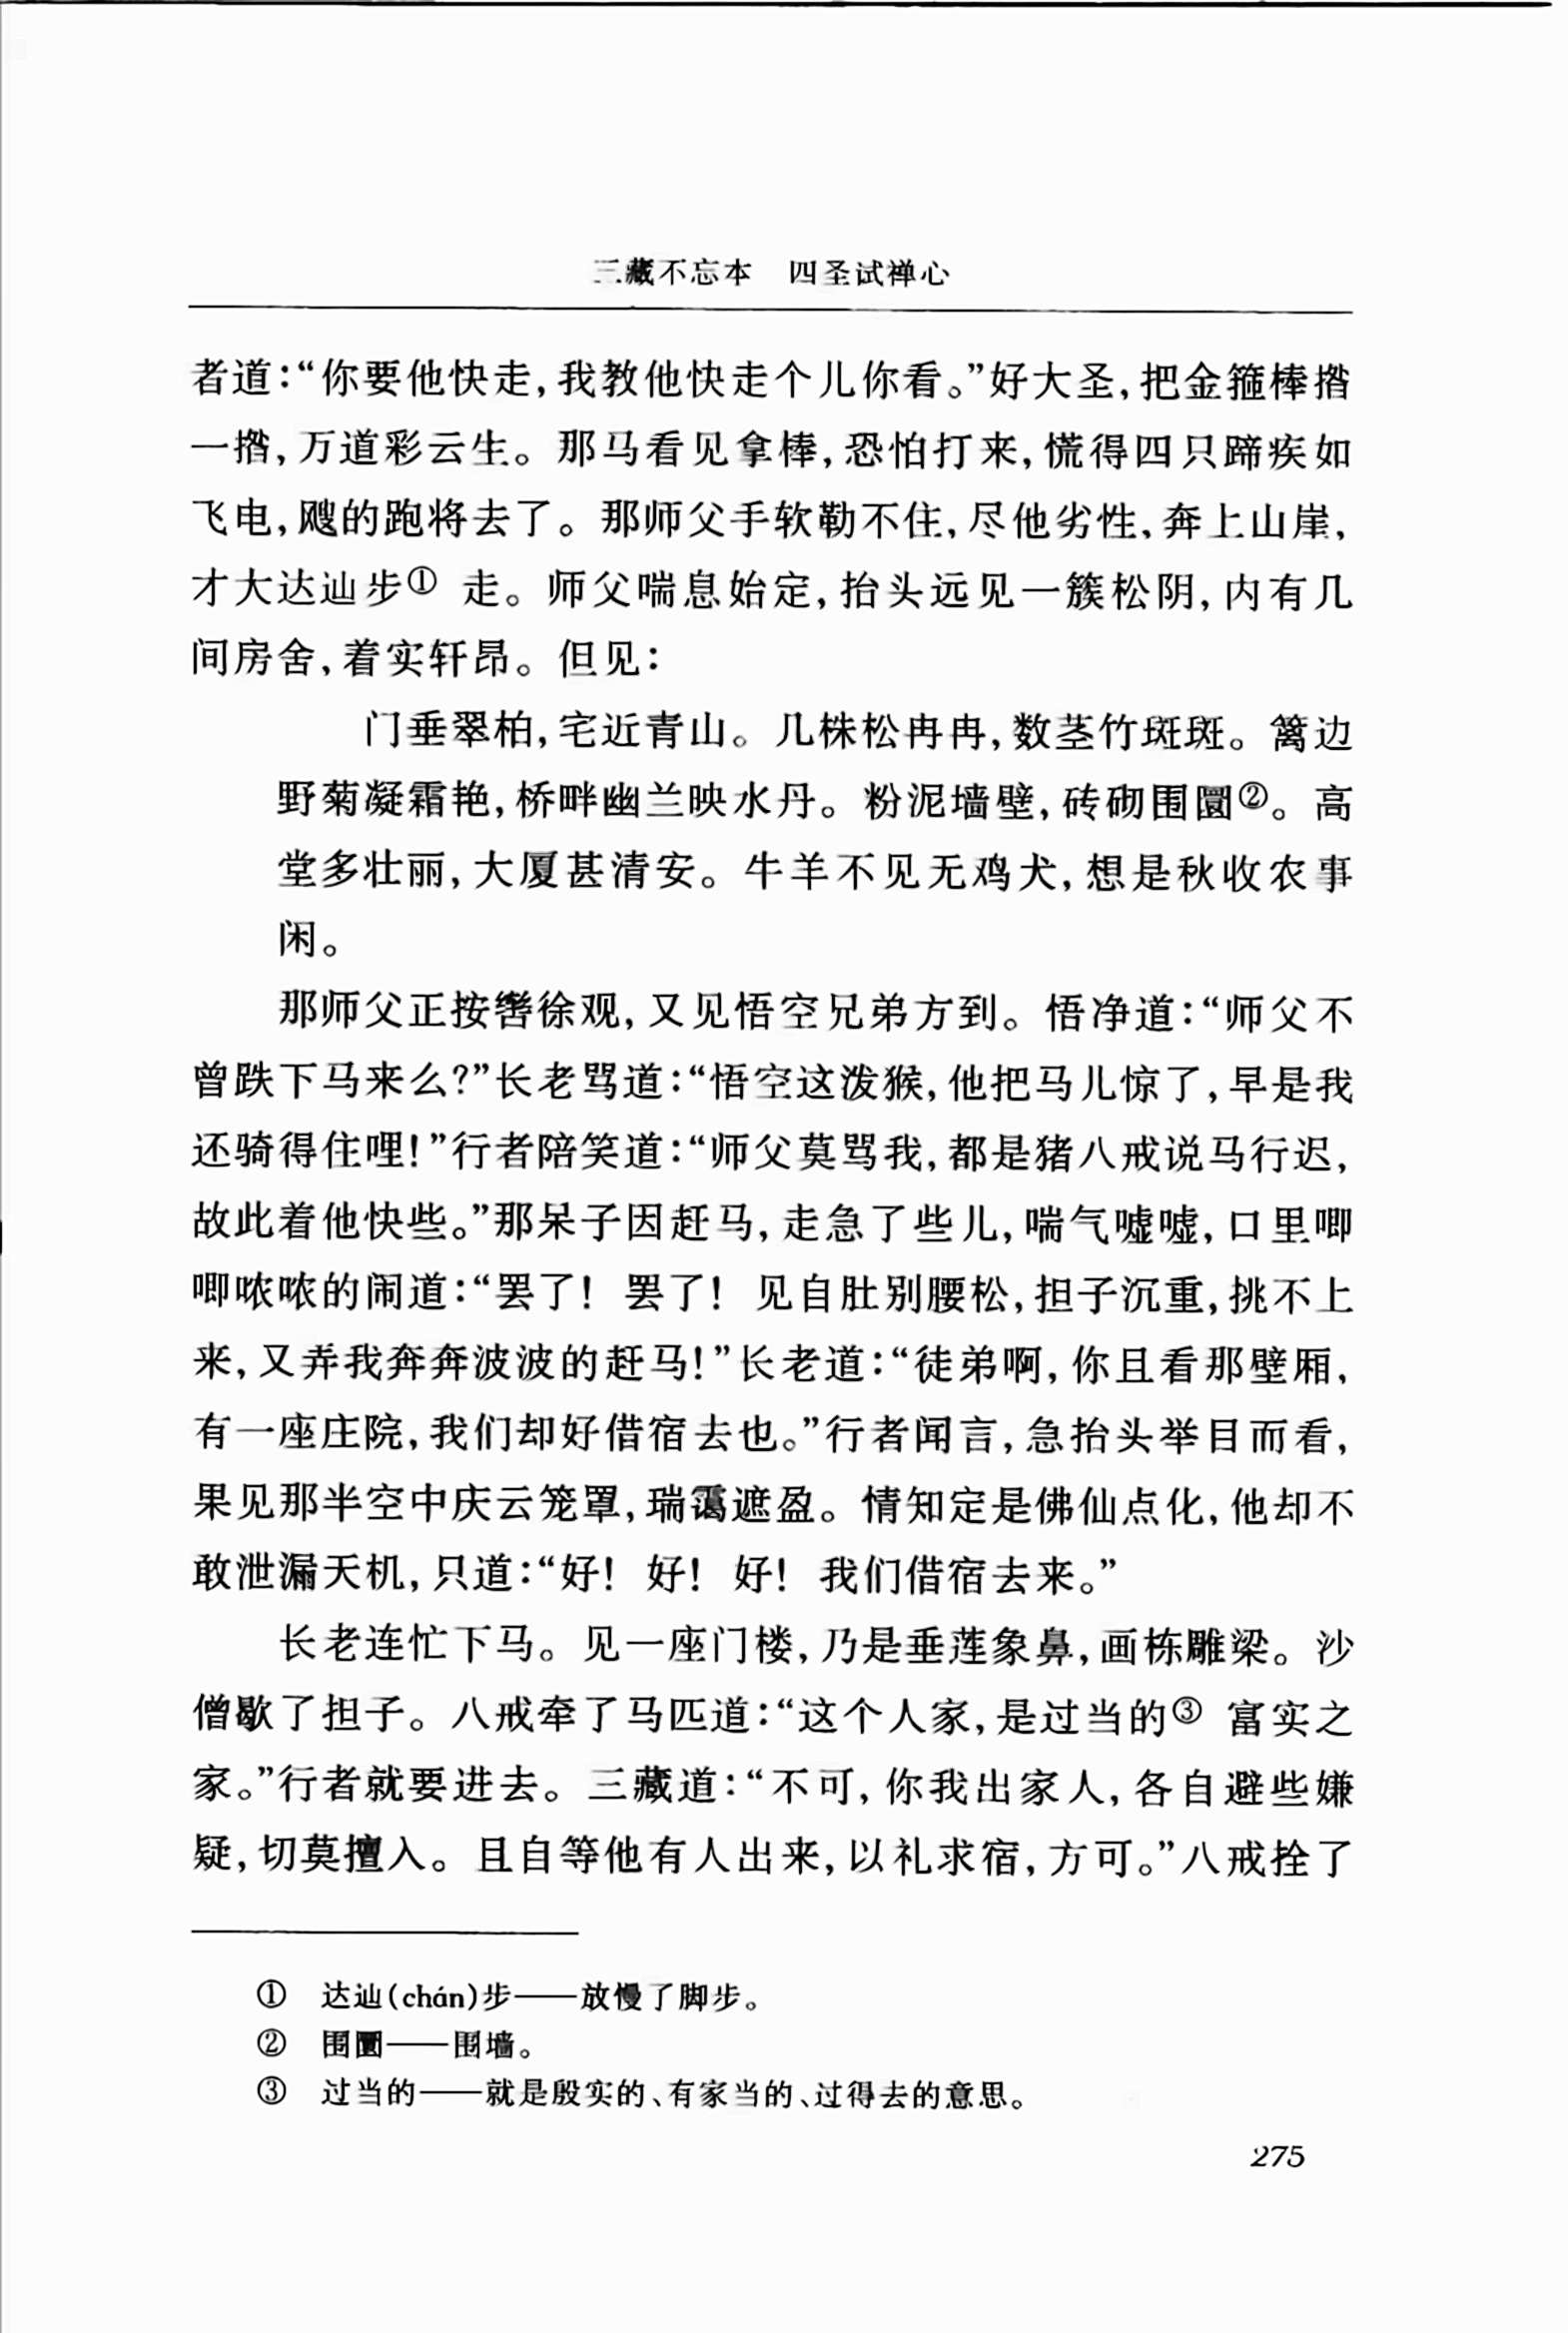 三藏不忘本　四圣试禅心
者道：“你要他快走，我教他快走个儿你看。”好大圣，把金箍棒揝
一揝，万道彩云生。那马看见拿棒，恐怕打来，慌得四只蹄疾如
飞电，飕的跑将去了。那师父手软勒不住，尽他劣性，奔上山崖，
才大达辿步① 走。师父喘息始定，抬头远见一簇松阴，内有几
间房舍，着实轩昂。但见：
门垂翠柏，宅近青山。几株松冉冉，数茎竹斑斑。篱边
野菊凝霜艳，桥畔幽兰映水丹。粉泥墙壁，砖砌围圜②。高
堂多壮丽，大厦甚清安。牛羊不见无鸡犬，想是秋收农事
闲。
那师父正按辔徐观，又见悟空兄弟方到。悟净道：“师父不
曾跌下马来么？”长老骂道：“悟空这泼猴，他把马儿惊了，早是我
还骑得住哩！”行者陪笑道：“师父莫骂我，都是猪八戒说马行迟，
故此着他快些。”那呆子因赶马，走急了些儿，喘气嘘嘘，口里唧
唧哝哝的闹道：“罢了！罢了！见自肚别腰松，担子沉重，挑不上
来，又弄我奔奔波波的赶马！”长老道：“徒弟啊，你且看那壁厢，
有一座庄院，我们却好借宿去也。”行者闻言，急抬头举目而看，
果见那半空中庆云笼罩，瑞霭遮盈。情知定是佛仙点化，他却不
敢泄漏天机，只道：“好！好！好！我们借宿去来。”
长老连忙下马。见一座门楼，乃是垂莲象鼻，画栋雕梁。沙
僧歇了担子。八戒牵了马匹道：“这个人家，是过当的③ 富实之
家。”行者就要进去。三藏道：“不可，你我出家人，各自避些嫌
疑，切莫擅入。且自等他有人出来，以礼求宿，方可。”八戒拴了
①　达辿(chán)步——放慢了脚步。
②　围圜——围墙。
③　过当的——就是殷实的、有家当的、过得去的意思。
275